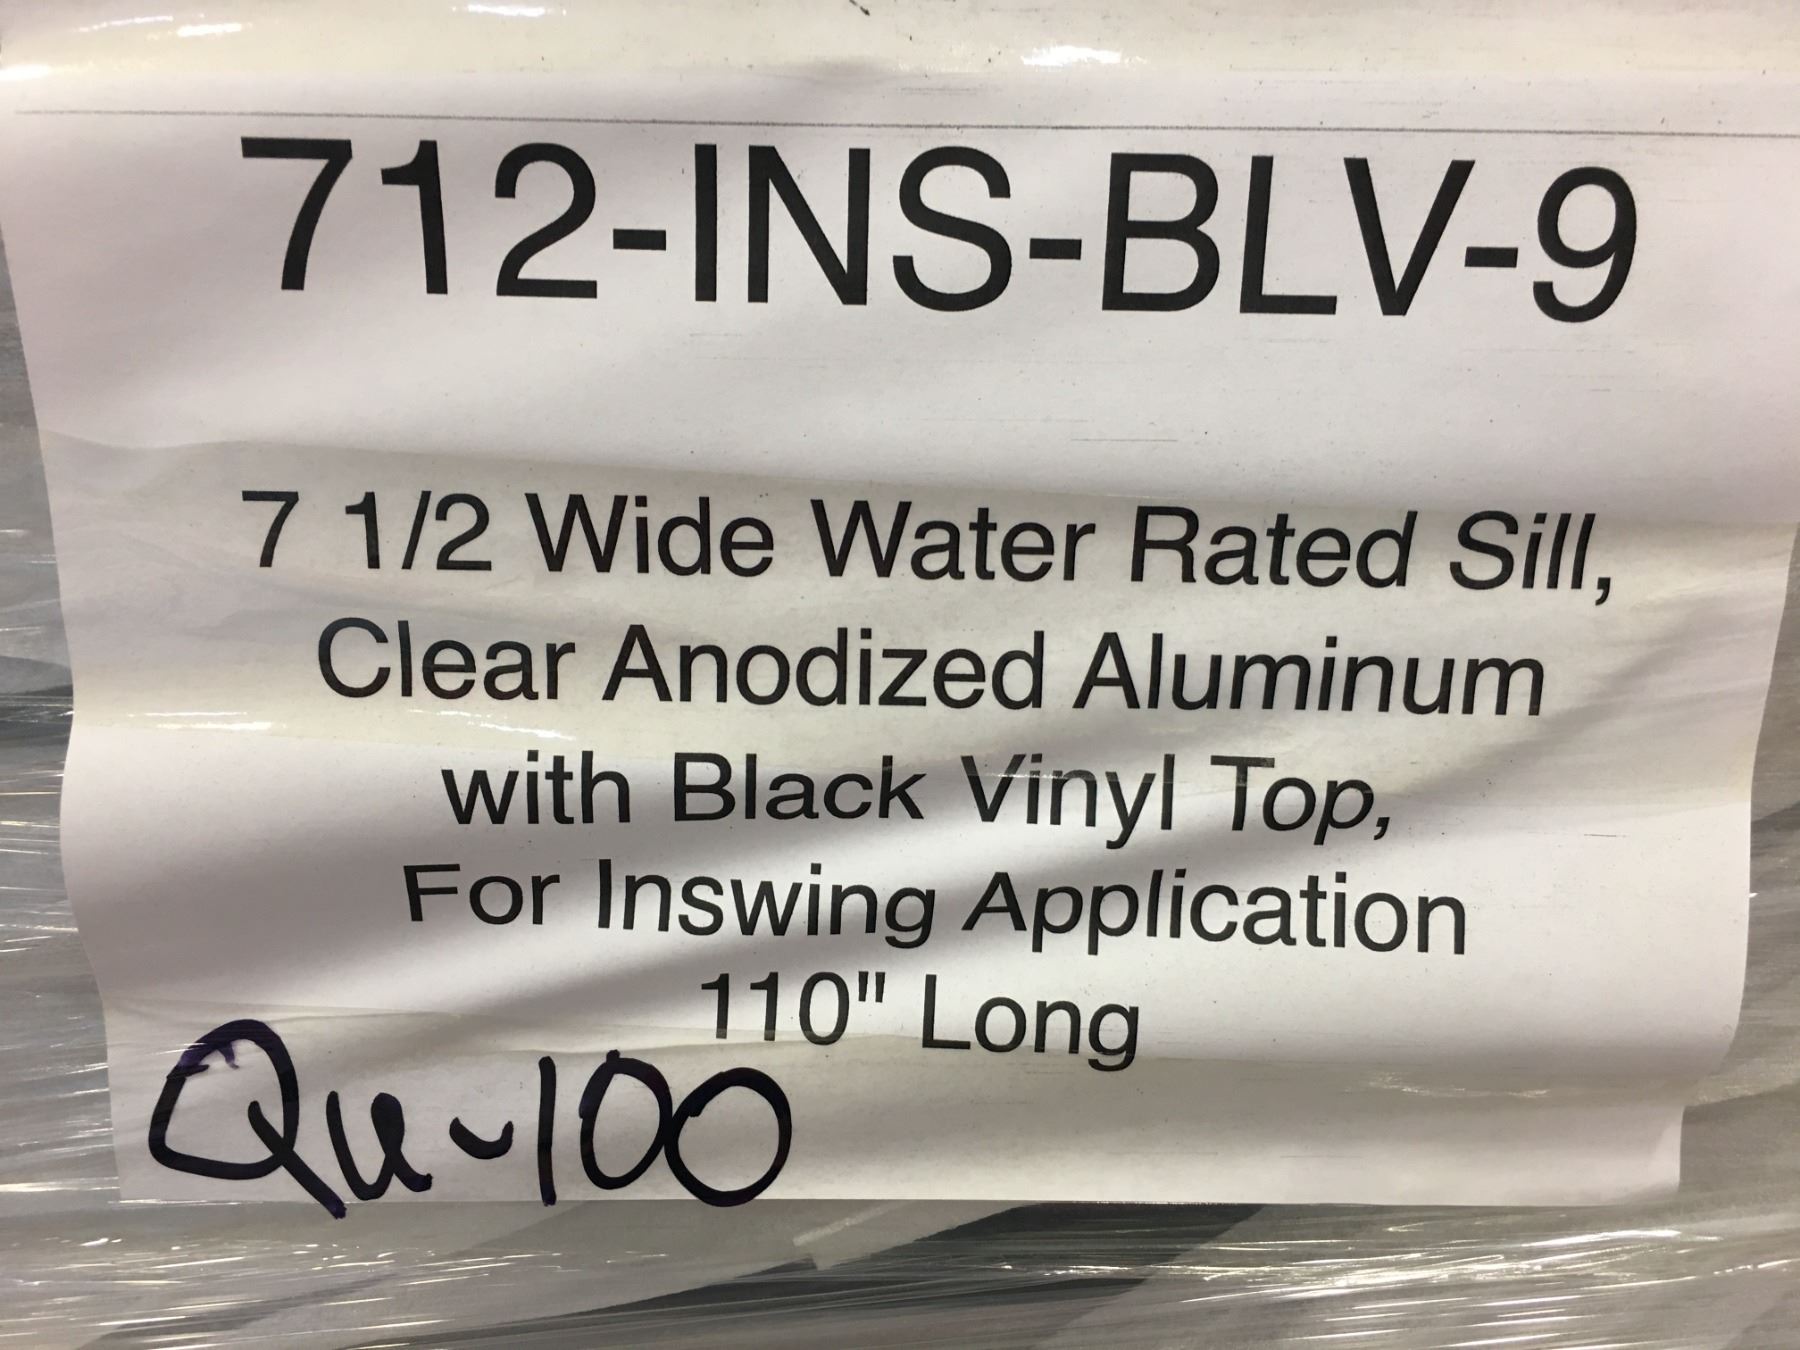 712-INS-BLV-9
7 1/2 Wide Water Rated Sill,
Clear Anodized Aluminum
with Black Vinyl Top,
For Inswing Application
110" Long
Qu-100